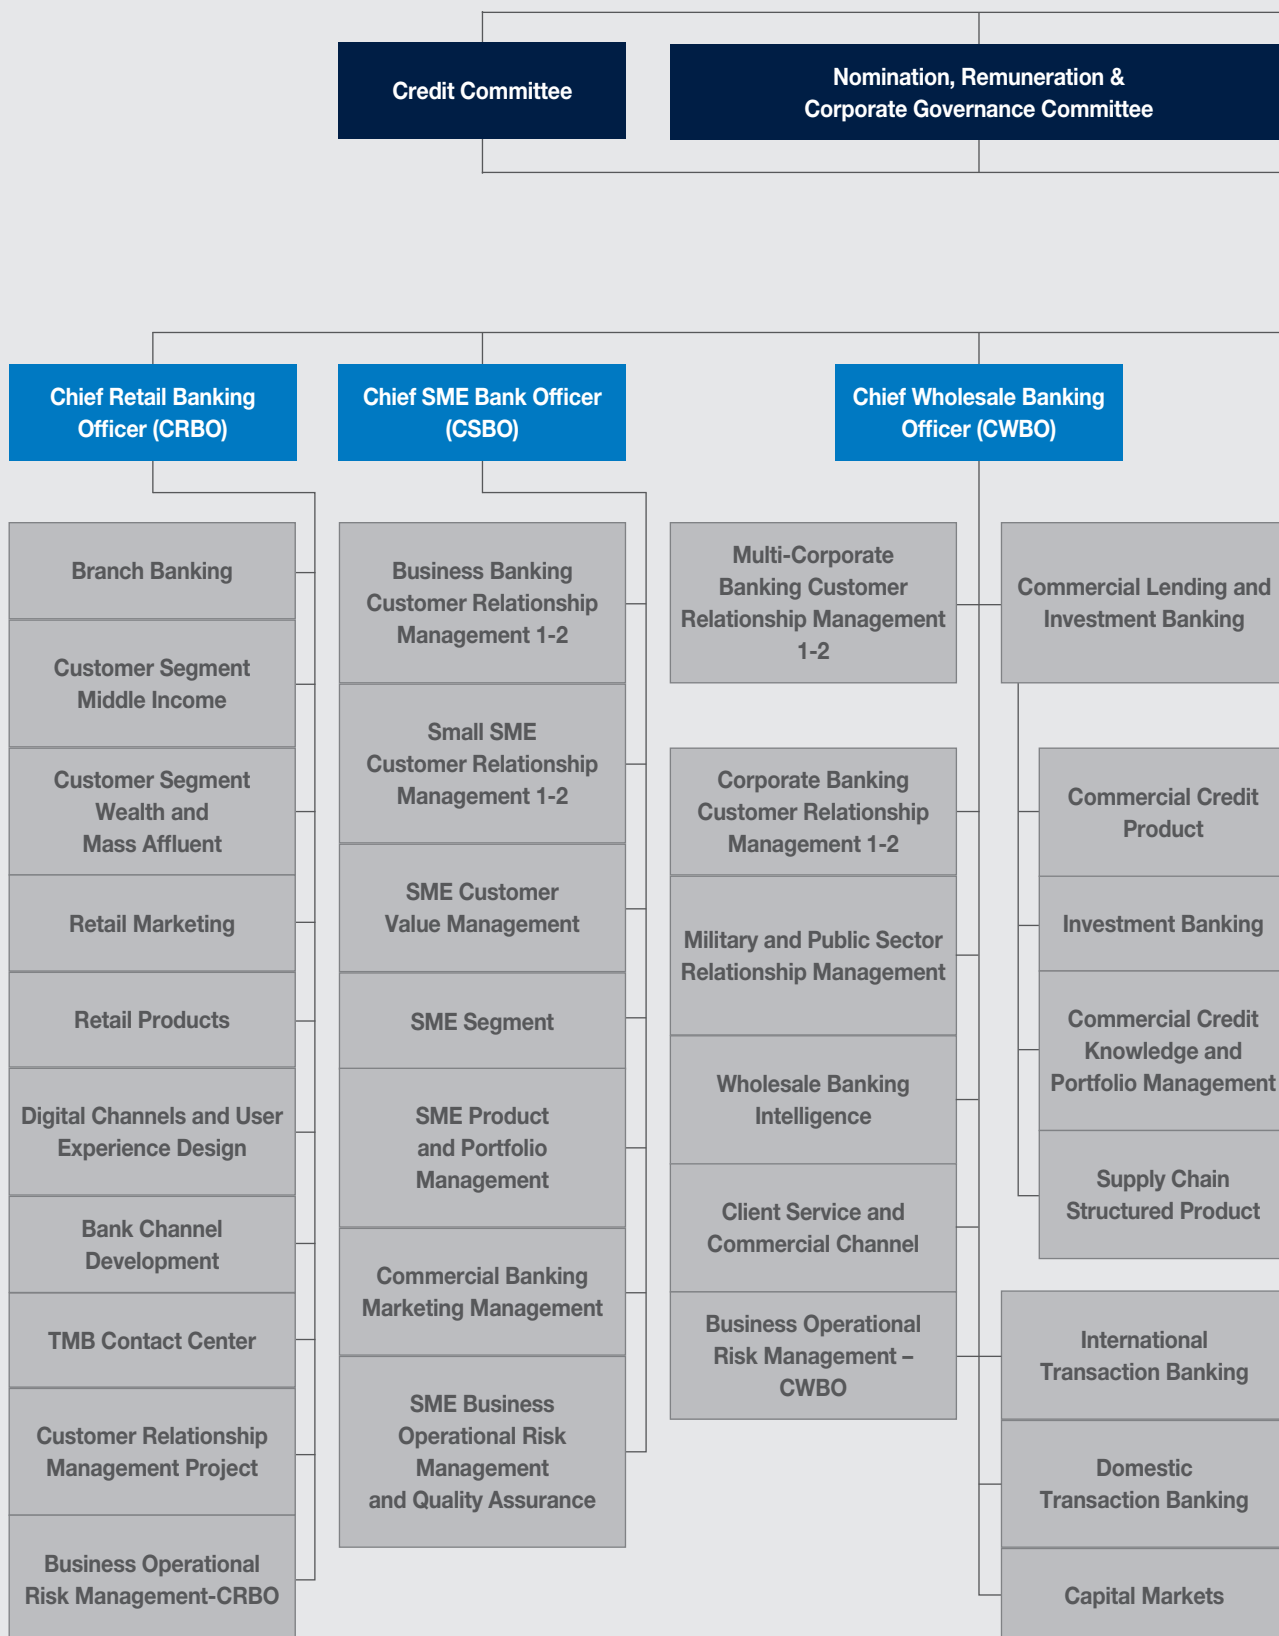 Credit Committee
Nomination, Remuneration &
Corporate Governance Committee
Chief Retail Banking
Officer (CRBO)
Chief SME Bank Officer
(CSBO)
Chief Wholesale Banking
Officer (CWBO)
Branch Banking
Customer Segment
Middle Income
Customer Segment
Wealth and
Mass Affluent
Retail Marketing
Retail Products
Digital Channels and User
Experience Design
Bank Channel
Development
TMB Contact Center
Customer Relationship
Management Project
Business Operational
Risk Management-CRBO
Business Banking
Customer Relationship
Management 1-2
Small SME
Customer Relationship
Management 1-2
SME Customer
Value Management
SME Segment
SME Product
and Portfolio
Management
Commercial Banking
Marketing Management
SME Business
Operational Risk
Management
and Quality Assurance
Multi-Corporate
Banking Customer
Relationship Management
1-2
Corporate Banking
Customer Relationship
Management 1-2
Military and Public Sector
Relationship Management
Wholesale Banking
Intelligence
Client Service and
Commercial Channel
Business Operational
Risk Management –
CWBO
Commercial Lending and
Investment Banking
Commercial Credit
Product
Investment Banking
Commercial Credit
Knowledge and
Portfolio Management
Supply Chain
Structured Product
International
Transaction Banking
Domestic
Transaction Banking
Capital Markets